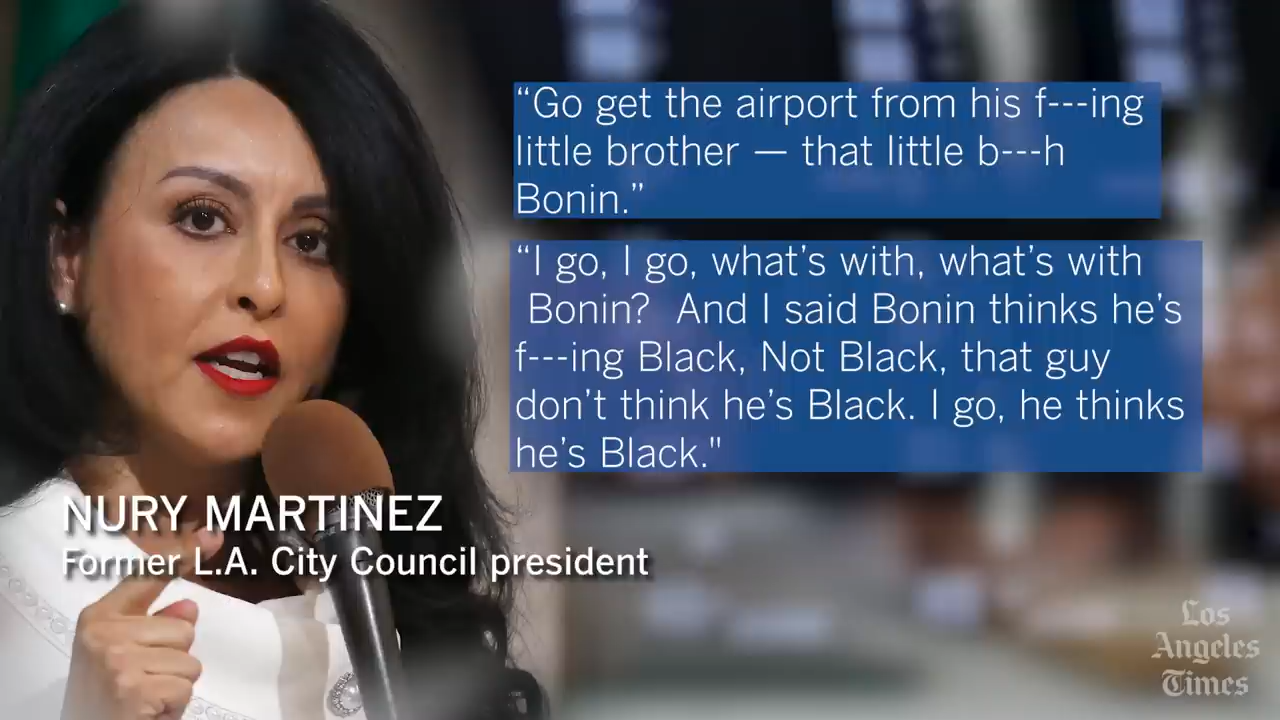 “Go get the airport from his f---ing
little brother — that little b---h
Bonin.”
“I go, I go, what’s with, what’s with
Bonin?  And I said Bonin thinks he’s
f---ing Black, Not Black, that guy
don’t think he’s Black. I go, he thinks
he’s Black."
NURY MARTINEZ
Former L.A. City Council president
Los
Angeles
Times